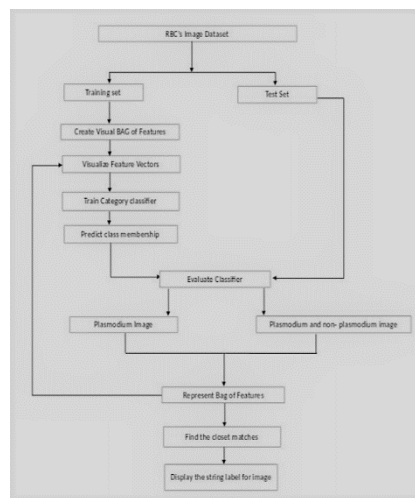 RBC's Image Dataset
Training set
Test Set
Create Visual BAG of Features
Visualize Feature Vectors
Train Category classifier
Predict class membership
Evaluate Classifier
Plasmodium Image
Plasmodium and non- plasmodium image
Represent Bag of Features
Find the closet matches
Display the string label for image